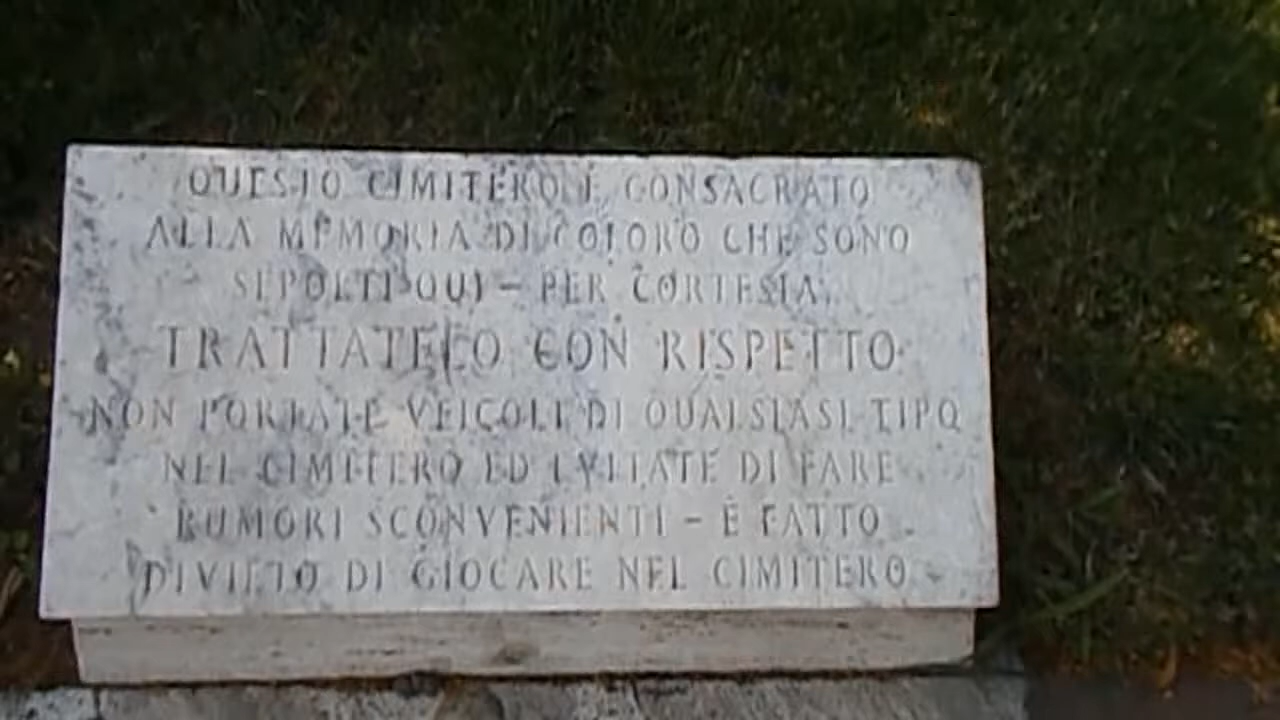 QUESTO CIMITERO È CONSACRATO
ALLA MEMORIA DI COLORO CHE SONO
SEPOLTI QUI - PER CORTESIA
TRATTATELO CON RISPETTO
NON PORTATE VEICOLI DI QUALSIASI TIPO
NEL CIMITERO ED EVITATE DI FARE
RUMORI SCONVENIENTI - È FATTO
DIVIETO DI GIOCARE NEL CIMITERO